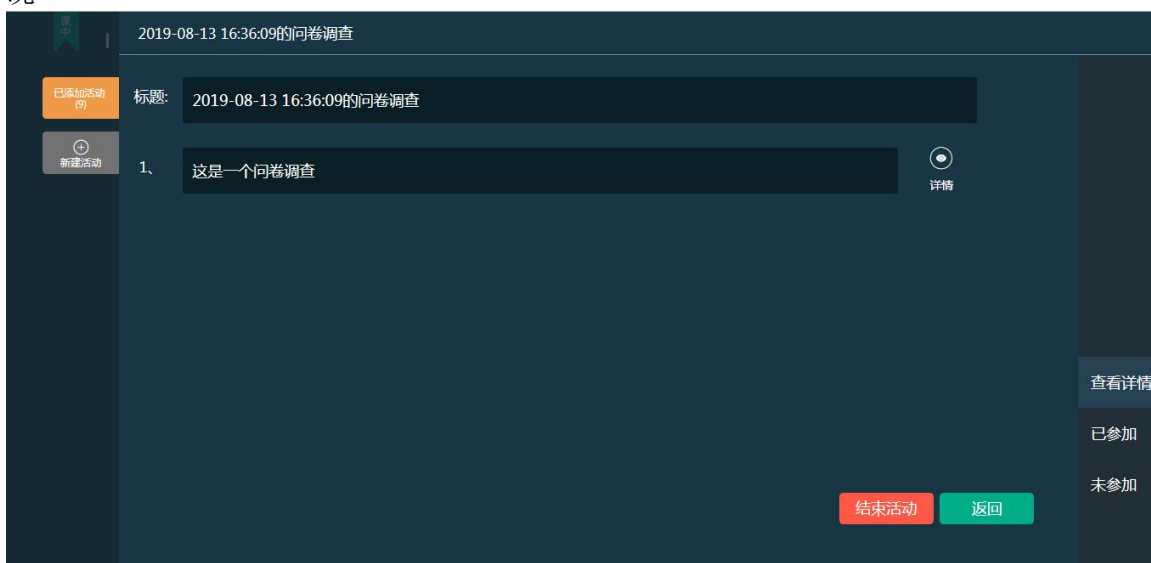 课中
2019-08-13 16:36:09的问卷调查
已添加活动
(9)
新建活动
标题:
2019-08-13 16:36:09的问卷调查
1、
这是一个问卷调查
详情
查看详情
已参加
未参加
结束活动
返回